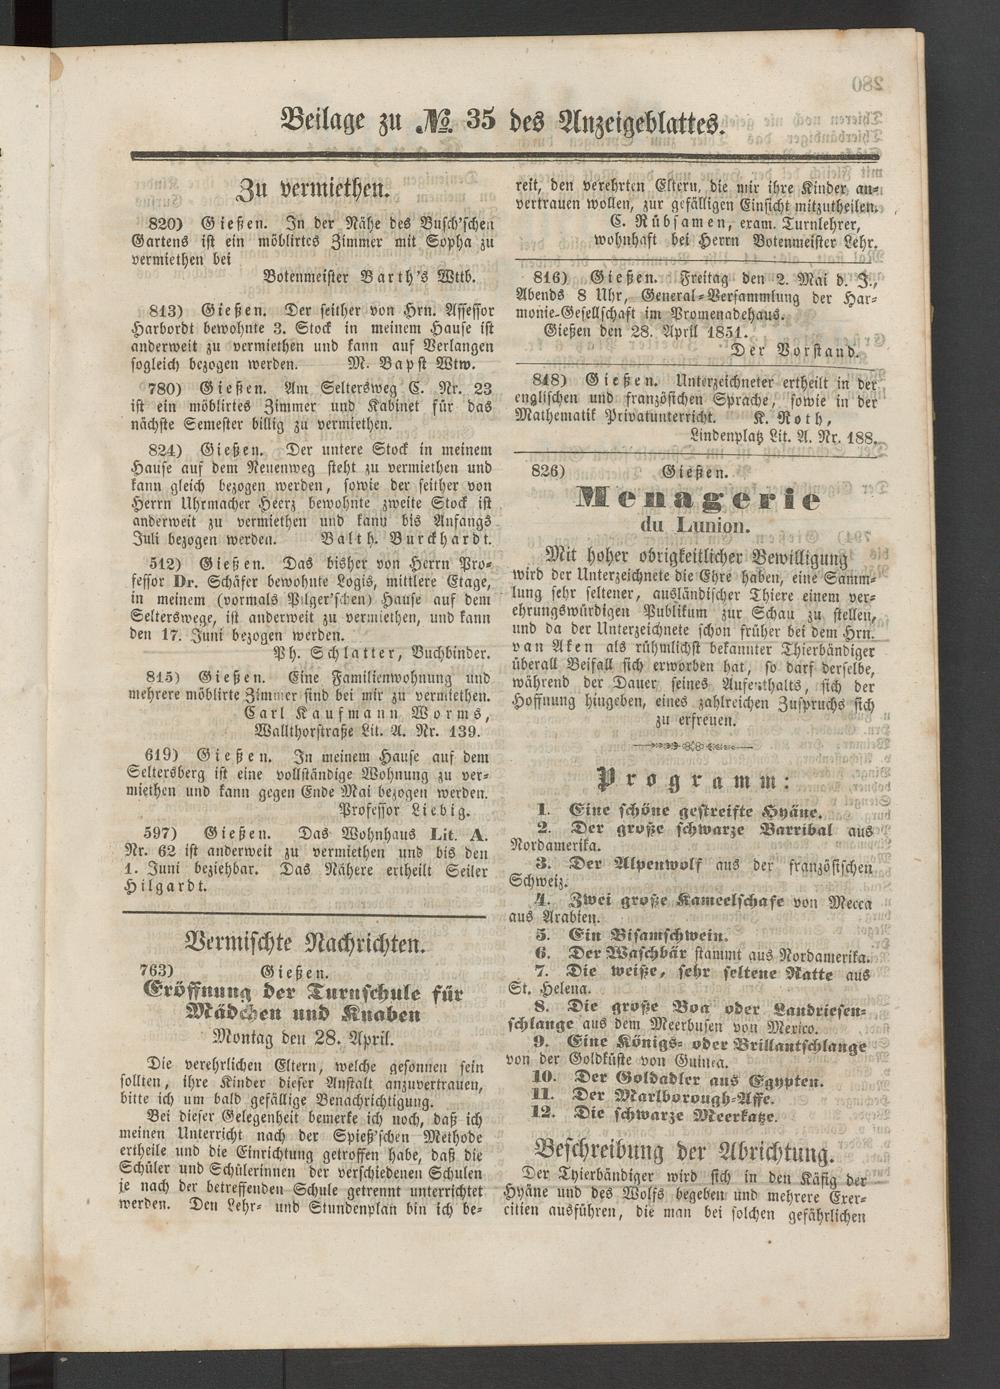 Beilage zu № 35 des Anzeigeblattes.
Zu vermiethen.
820) Gießen. In der Nähe des Busch'schen
Gartens ist ein möblirtes Zimmer mit Sopha zu
vermiethen bei
Botenmeister Barth's Wttb.
813) Gießen. Der seither von Hrn. Assessor
Harbordt bewohnte 3. Stock in meinem Hause ist
anderweit zu vermiethen und kann auf Verlangen
sogleich bezogen werden. M. Bapst Wtw.
780) Gießen. Am Seltersweg C. Nr. 23
ist ein möblirtes Zimmer und Kabinet für das
nächste Semester billig zu vermiethen.
824) Gießen. Der untere Stock in meinem
Hause auf dem Neuenweg steht zu vermiethen und
kann gleich bezogen werden, sowie der seither von
Herrn Uhrmacher Heerz bewohnte zweite Stock ist
anderweit zu vermiethen und kann bis Anfangs
Juli bezogen werden. Balth. Burckhardt.
512) Gießen. Das bisher von Herrn Pro-
fessor Dr. Schäfer bewohnte Logis, mittlere Etage,
in meinem (vormals Pilger'schen) Hause auf dem
Selterswege, ist anderweit zu vermiethen, und kann
den 17. Juni bezogen werden.
Ph. Schlatter, Buchbinder.
815) Gießen. Eine Familienwohnung und
mehrere möblirte Zimmer sind bei mir zu vermiethen.
Carl Kaufmann Worms,
Wallthorstraße Lit. A. Nr. 139.
619) Gießen. In meinem Hause auf dem
Seltersberg ist eine vollständige Wohnung zu ver-
miethen und kann gegen Ende Mai bezogen werden.
Professor Liebig.
597) Gießen. Das Wohnhaus Lit. A.
Nr. 62 ist anderweit zu vermiethen und bis den
1. Juni beziehbar. Das Nähere ertheilt Seiler
Hilgardt.
Vermischte Nachrichten.
763) Gießen.
Eröffnung der Turnschule für
Mädchen und Knaben
Montag den 28. April.
Die verehrlichen Eltern, welche gesonnen sein
sollten, ihre Kinder dieser Anstalt anzuvertrauen,
bitte ich um bald gefällige Benachrichtigung.
Bei dieser Gelegenheit bemerke ich noch, daß ich
meinen Unterricht nach der Spieß'schen Methode
ertheile und die Einrichtung getroffen habe, daß die
Schüler und Schülerinnen der verschiedenen Schulen
je nach der betreffenden Schule getrennt unterrichtet
werden. Den Lehr- und Stundenplan bin ich be-
reit, den verehrten Eltern, die mir ihre Kinder an-
vertrauen wollen, zur gefälligen Einsicht mitzutheilen.
C. Rübsamen, exam. Turnlehrer,
wohnhaft bei Herrn Botenmeister Lehr.
816) Gießen. Freitag den 2. Mai d. J.,
Abends 8 Uhr, General-Versammlung der Har-
monie-Gesellschaft im Promenadehaus.
Gießen den 28. April 1851.
Der Vorstand.
818) Gießen. Unterzeichneter ertheilt in der
englischen und französischen Sprache, sowie in der
Mathematik Privatunterricht. K. Roth,
Lindenplatz Lit. A. Nr. 188.
826) Gießen.
Menagerie
du Lunion.
Mit hoher obrigkeitlicher Bewilligung
wird der Unterzeichnete die Ehre haben, eine Samm-
lung sehr seltener, ausländischer Thiere einem ver-
ehrungswürdigen Publikum zur Schau zu stellen,
und da der Unterzeichnete schon früher bei dem Hrn.
van Aken als rühmlichst bekannter Thierbändiger
überall Beifall sich erworben hat, so darf derselbe,
während der Dauer seines Aufenthalts, sich der
Hoffnung hingeben, eines zahlreichen Zuspruchs sich
zu erfreuen.
Programm:
1. Eine schöne gestreifte Hyäne.
2. Der große schwarze Barribal aus
Nordamerika.
3. Der Alpenwolf aus der französischen
Schweiz.
4. Zwei große Kameelschafe von Mecca
aus Arabien.
5. Ein Bisamschwein.
6. Der Waschbär stammt aus Nordamerika.
7. Die weiße, sehr seltene Ratte aus
St. Helena.
8. Die große Boa oder Landriesen-
schlange aus dem Meerbusen von Mexico.
9. Eine Königs- oder Brillantschlange
von der Goldküste von Guinea.
10. Der Goldadler aus Egypten.
11. Der Marlborough-Affe.
12. Die schwarze Meerkatze.
Beschreibung der Abrichtung.
Der Thierbändiger wird sich in den Käfig der
Hyäne und des Wolfs begeben und mehrere Exer-
citien ausführen, die man bei solchen gefährlichen